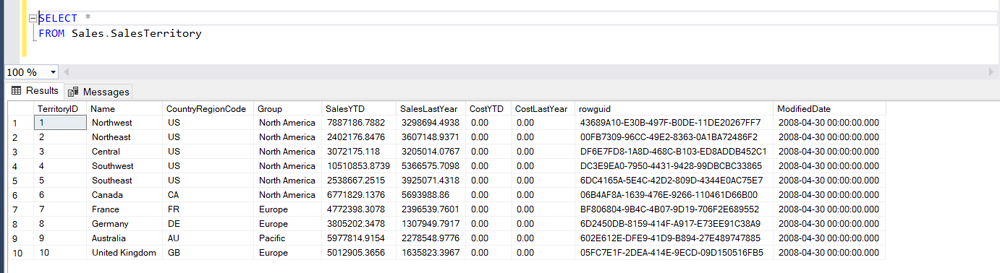 SELECT *
FROM Sales.SalesTerritory
100 %
Results Messages
TerritoryID Name CountryRegionCode Group SalesYTD SalesLastYear CostYTD CostLastYear rowguid ModifiedDate
1 1 Northwest US North America 7887186.7882 3298694.4938 0.00 0.00 43689A10-E30B-497F-B0DE-11DE20267FF7 2008-04-30 00:00:00.000
2 2 Northeast US North America 2402176.8476 3607148.9371 0.00 0.00 00FB7309-96CC-49E2-8363-0A1BA72486F2 2008-04-30 00:00:00.000
3 3 Central US North America 3072175.118 3205014.0767 0.00 0.00 DF6E7FD8-1A8D-468C-B103-ED8ADDB452C1 2008-04-30 00:00:00.000
4 4 Southwest US North America 10510853.8739 5366575.7098 0.00 0.00 DC3E9EA0-7950-4431-9428-99DBCBC33865 2008-04-30 00:00:00.000
5 5 Southeast US North America 2538667.2515 3925071.4318 0.00 0.00 6DC4165A-5E4C-42D2-809D-4344E0AC75E7 2008-04-30 00:00:00.000
6 6 Canada CA North America 6771829.1376 5693988.86 0.00 0.00 06B4AF8A-1639-476E-9266-110461D66B00 2008-04-30 00:00:00.000
7 7 France FR Europe 4772398.3078 2396539.7601 0.00 0.00 BF806804-9B4C-4B07-9D19-706F2E689552 2008-04-30 00:00:00.000
8 8 Germany DE Europe 3805202.3478 1307949.7917 0.00 0.00 6D2450DB-8159-414F-A917-E73EE91C38A9 2008-04-30 00:00:00.000
9 9 Australia AU Pacific 5977814.9154 2278548.9776 0.00 0.00 602E612E-DFE9-41D9-B894-27E489747885 2008-04-30 00:00:00.000
10 10 United Kingdom GB Europe 5012905.3656 1635823.3967 0.00 0.00 05FC7E1F-2DEA-414E-9ECD-09D150516FB5 2008-04-30 00:00:00.000